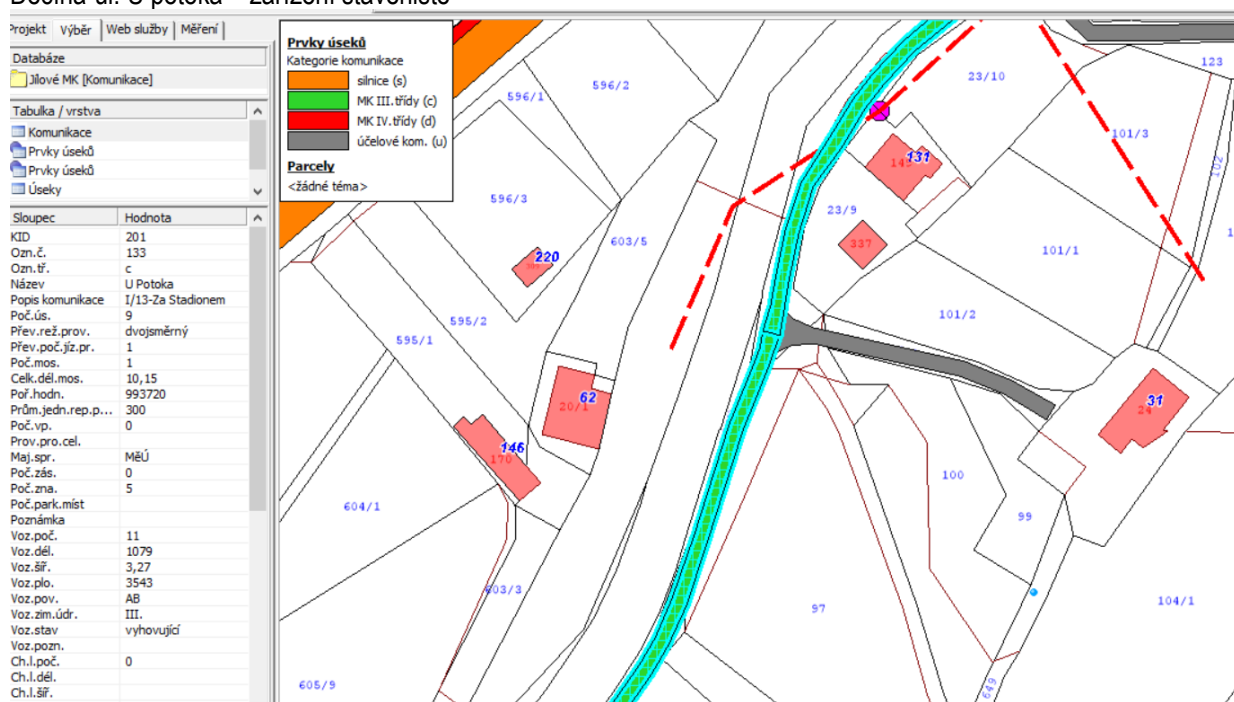 Projekt Výběr Web služby Měření
Databáze
Jílové MK [Komunikace]
Tabulka / vrstva
Komunikace
Prvky úseků
Prvky úseků
Úseky
Sloupec Hodnota
KID 201
Ozn.č. 133
Ozn.tř. c
Název U Potoka
Popis komunikace I/13-Za Stadionem
Poč.ús. 9
Přev.rež.prov. dvojsměrný
Přev.poč.jíz.pr. 1
Poč.mos. 1
Celk.dél.mos. 10,15
Poř.hodn. 993720
Prům.jedn.rep.p... 300
Poč.vp. 0
Prov.pro.cel.
Maj.spr. MěÚ
Poč.zás. 0
Poč.zna. 5
Poč.park.míst
Poznámka
Voz.poč. 11
Voz.dél. 1079
Voz.šíř. 3,27
Voz.plo. 3543
Voz.pov. AB
Voz.zim.údr. III.
Voz.stav vyhovující
Voz.pozn.
Ch.l.poč. 0
Ch.l.dél.
Ch.l.šíř.
Prvky úseků
Kategorie komunikace
silnice (s)
MK III.třídy (c)
MK IV.třídy (d)
účelové kom. (u)
Parcely
<žádné téma>
596/1
596/2
23/10
123
101/3
102
131
596/3
23/9
603/5
337
101/1
220
595/2
595/1
101/2
62
20/1
31
24
146
170
100
604/1
99
603/3
97
104/1
605/9
649